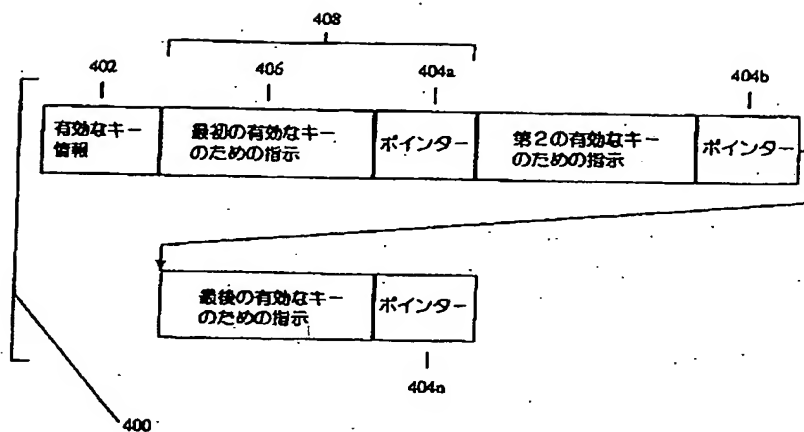 408
402
406
404a
404b
有効なキー
情報
最初の有効なキー
のための指示
ポインター
第2の有効なキー
のための指示
ポインター
最後の有効なキー
のための指示
ポインター
404n
400